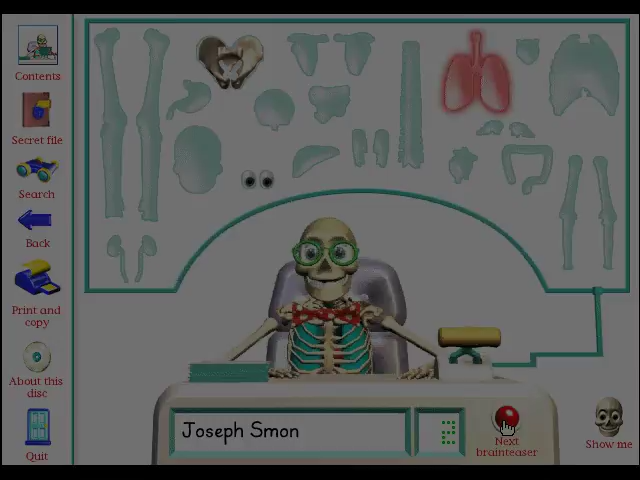 Contents
Secret file
Search
Back
Print and
copy
About this
disc
Quit
Joseph Smon
Next
brainteaser
Show me